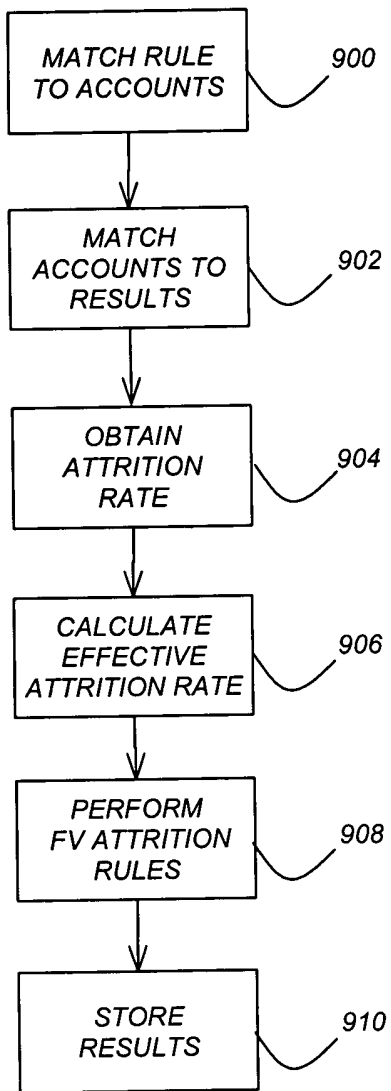 MATCH RULE
TO ACCOUNTS
900
MATCH
ACCOUNTS TO
RESULTS
902
OBTAIN
ATTRITION
RATE
904
CALCULATE
EFFECTIVE
ATTRITION RATE
906
PERFORM
FV ATTRITION
RULES
908
STORE
RESULTS
910